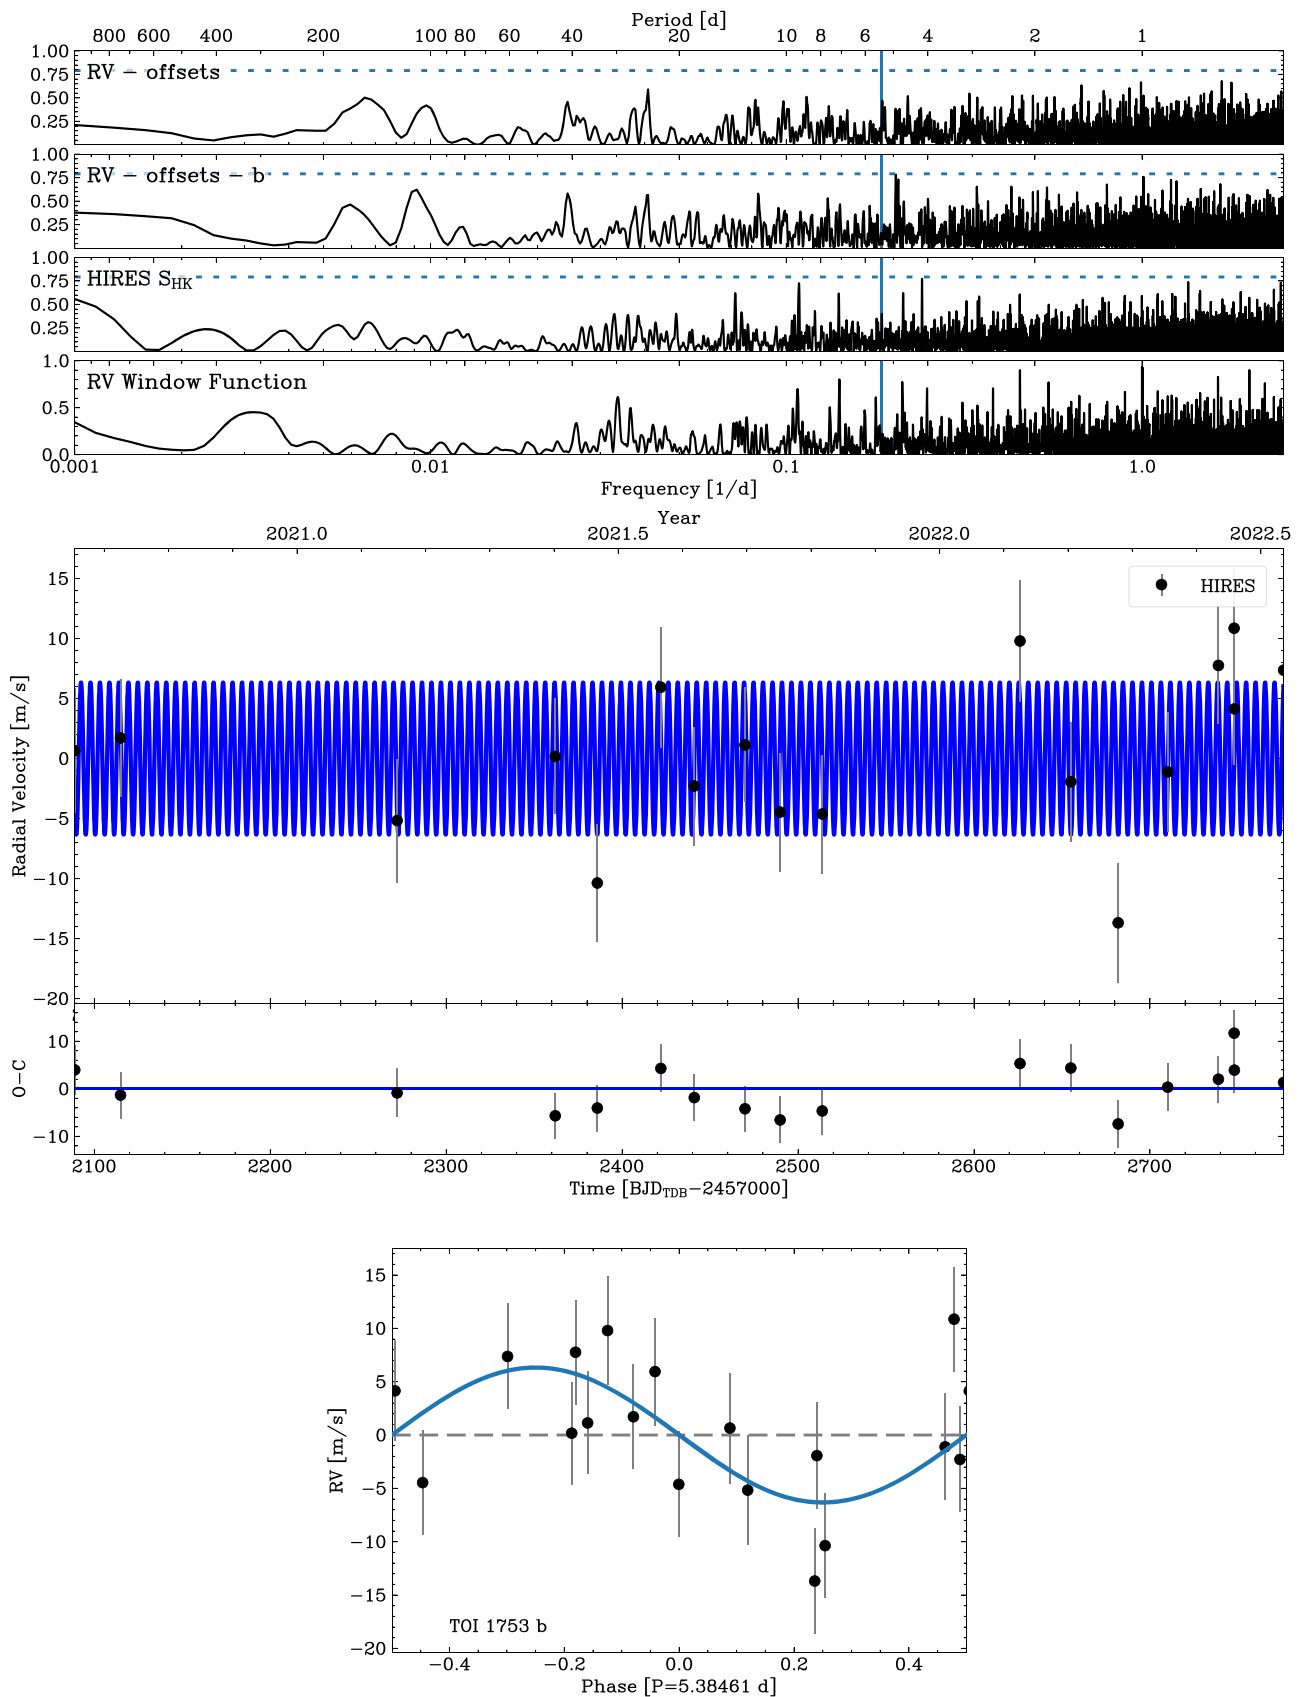 Period [d]
800 600 400 200 100 80 60 40 20 10 8 6 4 2 1
1.00
RV − offsets
0.75
0.50
0.25
1.00
RV − offsets − b
0.75
0.50
0.25
1.00
HIRES S_HK
0.75
0.50
0.25
1.0
RV Window Function
0.5
0.0
0.001 0.01 0.1 1.0
Frequency [1/d]
Year
2021.0 2021.5 2022.0 2022.5
HIRES
15
10
5
0
−5
−10
−15
−20
Radial Velocity [m/s]
10
0
−10
O−C
2100 2200 2300 2400 2500 2600 2700
Time [BJD_TDB−2457000]
15
10
5
0
−5
−10
−15
−20
RV [m/s]
TOI 1753 b
−0.4 −0.2 0.0 0.2 0.4
Phase [P=5.38461 d]